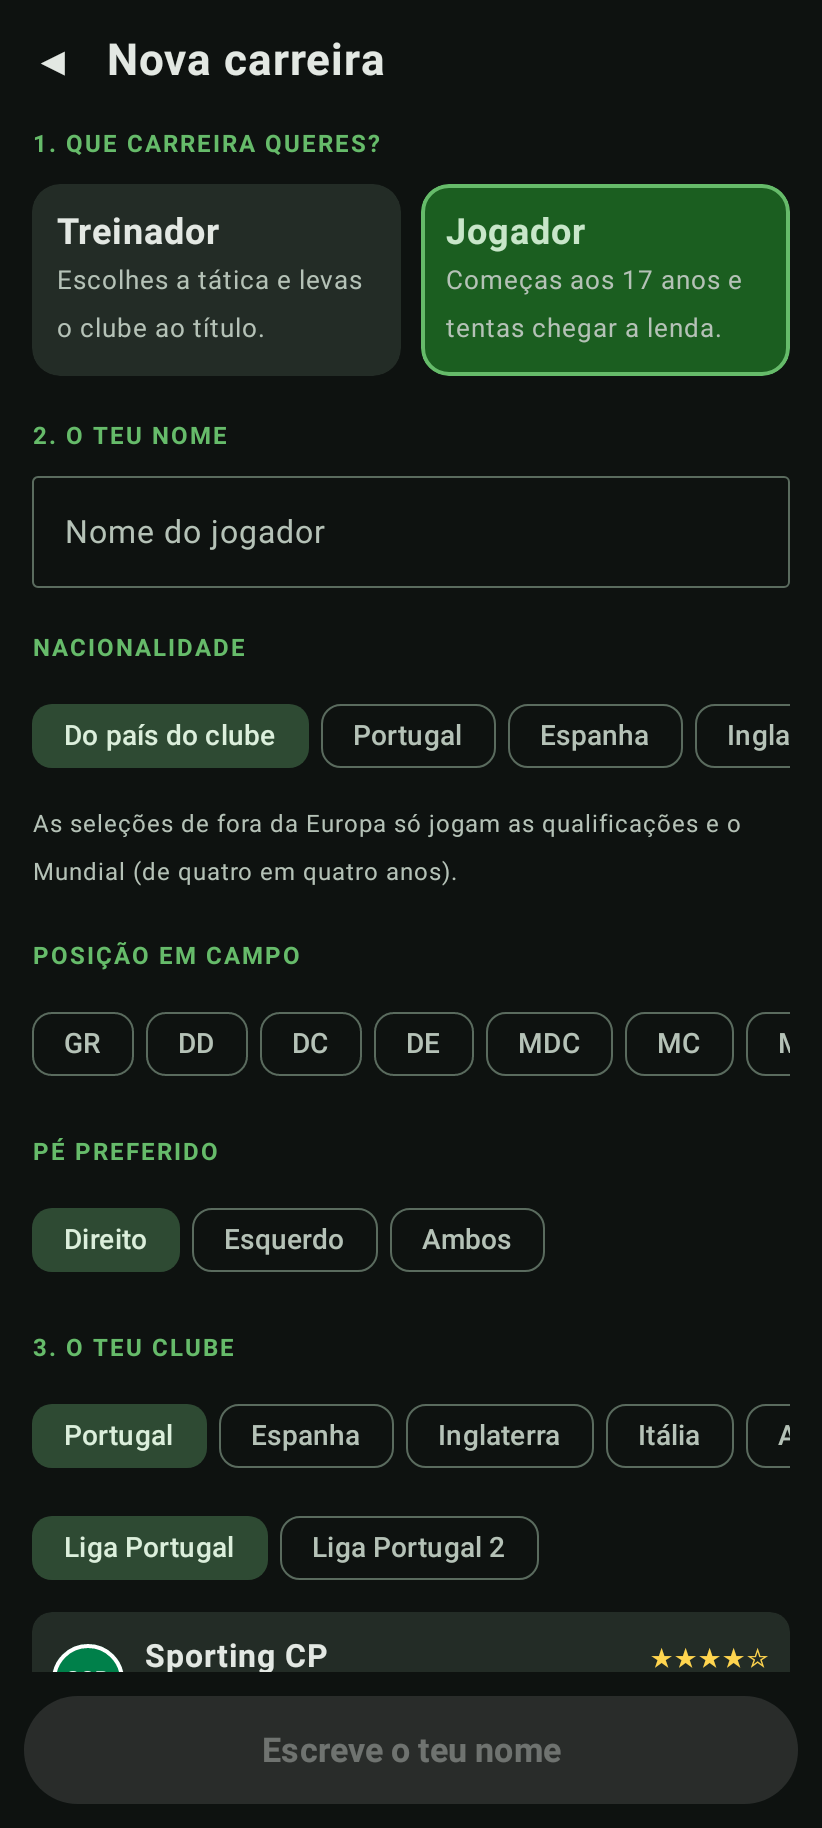 Nova carreira
1. QUE CARREIRA QUERES?
Treinador
Escolhes a tática e levas
o clube ao título.
Jogador
Começas aos 17 anos e
tentas chegar a lenda.
2. O TEU NOME
Nome do jogador
NACIONALIDADE
Do país do clube
Portugal
Espanha
Ingla
As seleções de fora da Europa só jogam as qualificações e o
Mundial (de quatro em quatro anos).
POSIÇÃO EM CAMPO
GR
DD
DC
DE
MDC
MC
PÉ PREFERIDO
Direito
Esquerdo
Ambos
3. O TEU CLUBE
Portugal
Espanha
Inglaterra
Itália
Liga Portugal
Liga Portugal 2
Sporting CP
★★★★☆
Escreve o teu nome